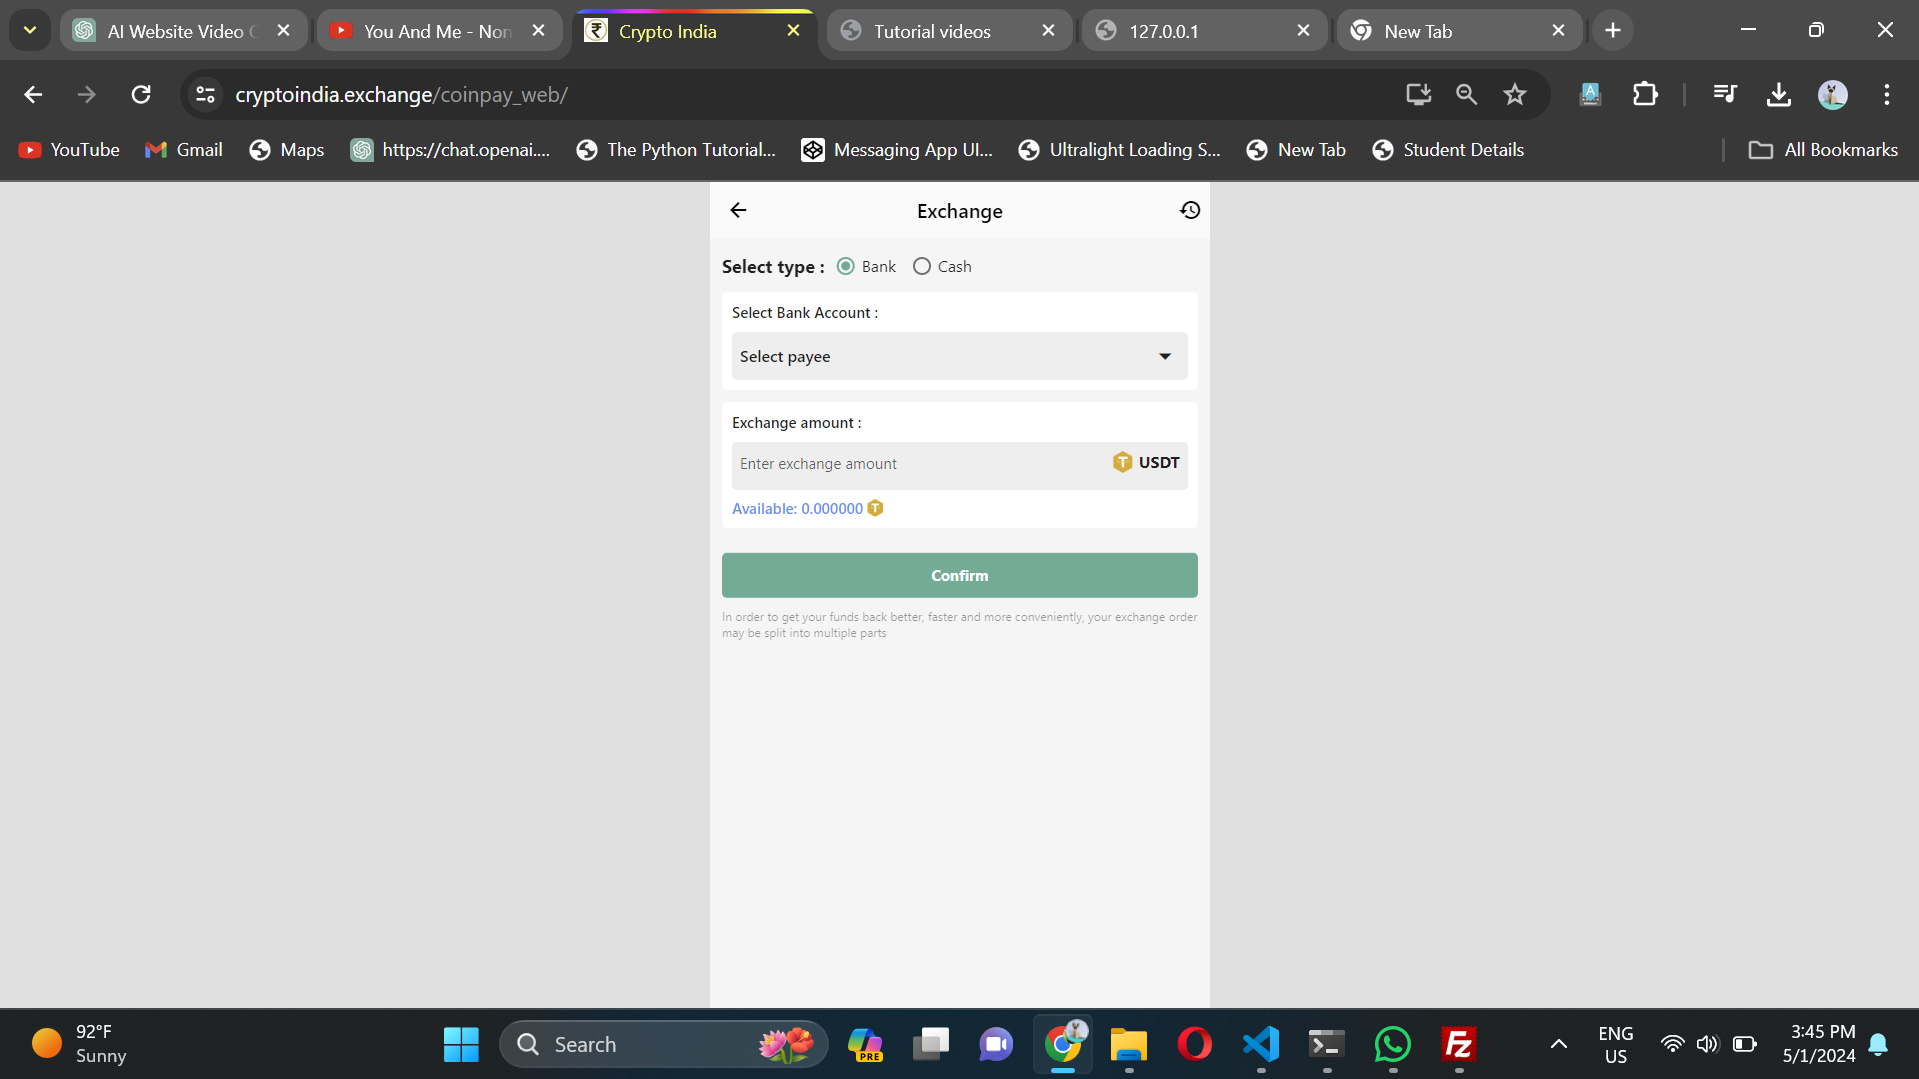 AI Website Video
You And Me - Non
Crypto India
Tutorial videos
127.0.0.1
New Tab
cryptoindia.exchange/coinpay_web/
YouTube
Gmail
Maps
https://chat.openai....
The Python Tutorial...
Messaging App UI...
Ultralight Loading S...
New Tab
Student Details
All Bookmarks
Exchange
Select type : Bank Cash
Select Bank Account :
Select payee
Exchange amount :
Enter exchange amount
T USDT
Available: 0.000000 T
Confirm
In order to get your funds back better, faster and more conveniently, your exchange order
may be split into multiple parts
92°F
Sunny
Search
PRE
Fz
ENG
US
3:45 PM
5/1/2024